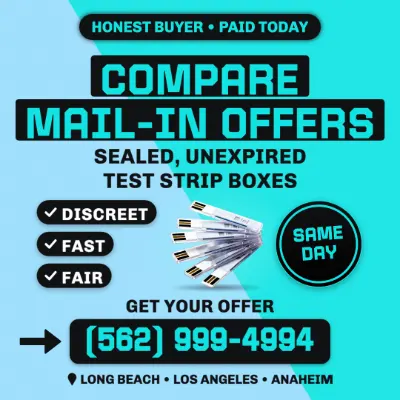 HONEST BUYER • PAID TODAY
COMPARE
MAIL-IN OFFERS
SEALED, UNEXPIRED
TEST STRIP BOXES
DISCREET
FAST
FAIR
SAME
DAY
GET YOUR OFFER
(562) 999-4994
LONG BEACH • LOS ANGELES • ANAHEIM